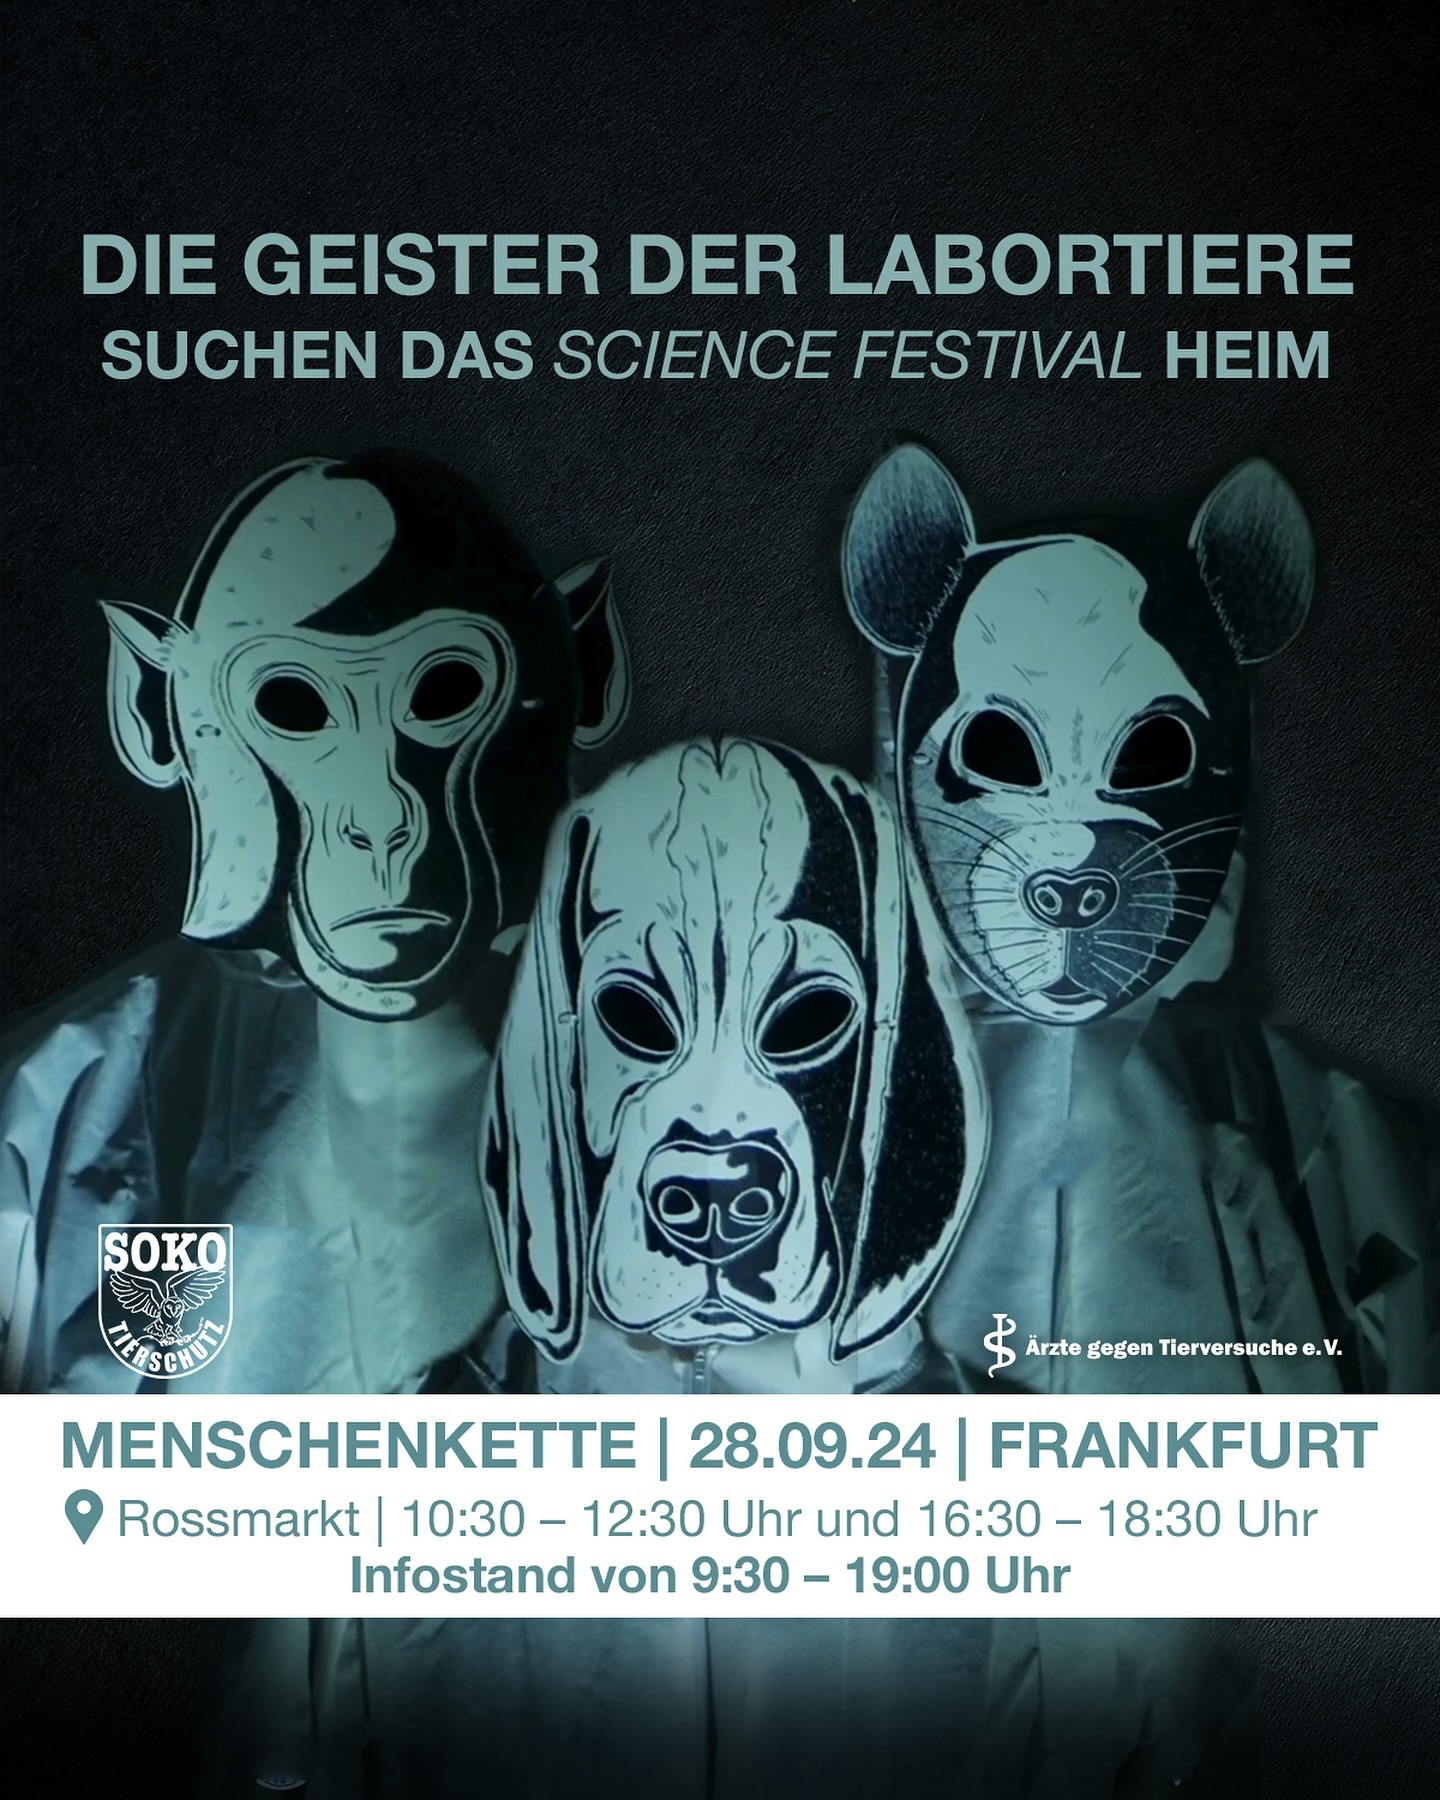 DIE GEISTER DER LABORTIERE
SUCHEN DAS SCIENCE FESTIVAL HEIM
SOKO
TIERSCHUTZ
Ärzte gegen Tierversuche e.V.
MENSCHENKETTE | 28.09.24 | FRANKFURT
Rossmarkt | 10:30 – 12:30 Uhr und 16:30 – 18:30 Uhr
Infostand von 9:30 – 19:00 Uhr